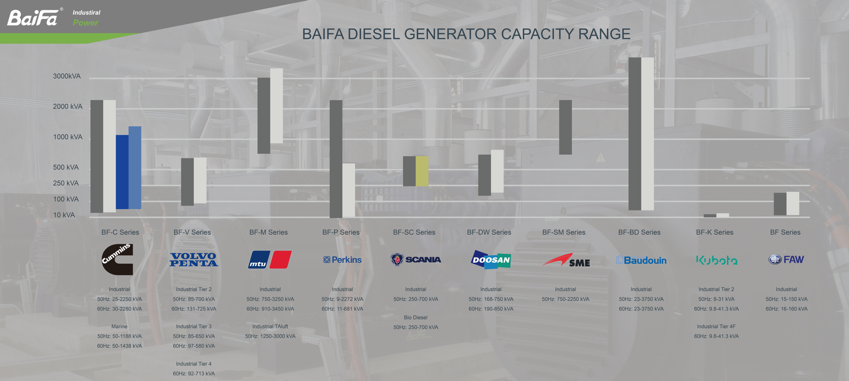 BaiFa®
Industrial
Power
BAIFA DIESEL GENERATOR CAPACITY RANGE
3000kVA
2000 kVA
1000 kVA
500 kVA
250 kVA
100 kVA
10 kVA
BF-C Series
BF-V Series
BF-M Series
BF-P Series
BF-SC Series
BF-DW Series
BF-SM Series
BF-BD Series
BF-K Series
BF Series
Cummins
VOLVO
PENTA
mtu
Perkins
SCANIA
DOOSAN
SME
Baudouin
Kubota
FAW
Industrial
50Hz: 25-2250 kVA
60Hz: 50-2250 kVA
Marine
50Hz: 50-1188 kVA
60Hz: 50-1438 kVA
Industrial Tier 2
50Hz: 85-700 kVA
60Hz: 131-725 kVA
Industrial Tier 3
50Hz: 85-650 kVA
60Hz: 97-580 kVA
Industrial Tier 4
60Hz: 92-713 kVA
Industrial
50Hz: 750-3250 kVA
60Hz: 910-3450 kVA
Industrial TAluft
50Hz: 1250-3000 kVA
Industrial
50Hz: 9-2272 kVA
60Hz: 11-681 kVA
Industrial
50Hz: 250-700 kVA
Bio Diesel
50Hz: 250-700 kVA
Industrial
50Hz: 168-750 kVA
60Hz: 190-850 kVA
Industrial
50Hz: 750-2250 kVA
Industrial
50Hz: 23-3750 kVA
60Hz: 23-3750 kVA
Industrial Tier 2
50Hz: 8-31 kVA
60Hz: 9.6-41.3 kVA
Industrial Tier 4F
60Hz: 9.6-41.3 kVA
Industrial
50Hz: 15-150 kVA
60Hz: 16-160 kVA